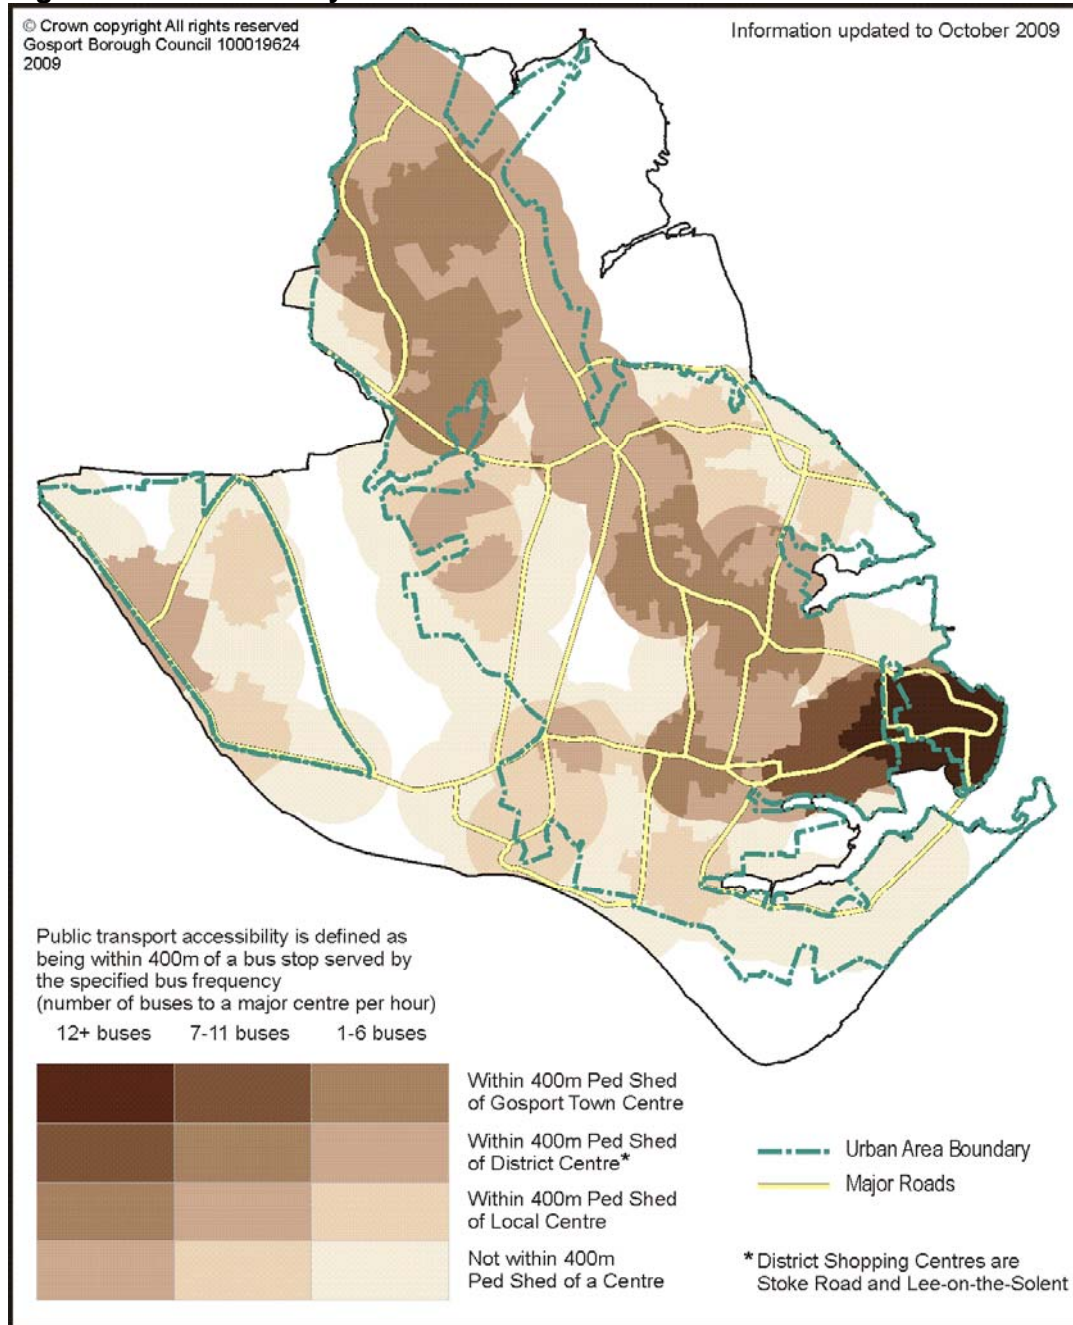 © Crown copyright All rights reserved
Gosport Borough Council 100019624
2009
Information updated to October 2009
Public transport accessibility is defined as
being within 400m of a bus stop served by
the specified bus frequency
(number of buses to a major centre per hour)
12+ buses 7-11 buses 1-6 buses
Within 400m Ped Shed
of Gosport Town Centre
Within 400m Ped Shed
of District Centre*
Within 400m Ped Shed
of Local Centre
Not within 400m
Ped Shed of a Centre
Urban Area Boundary
Major Roads
* District Shopping Centres are
Stoke Road and Lee-on-the-Solent